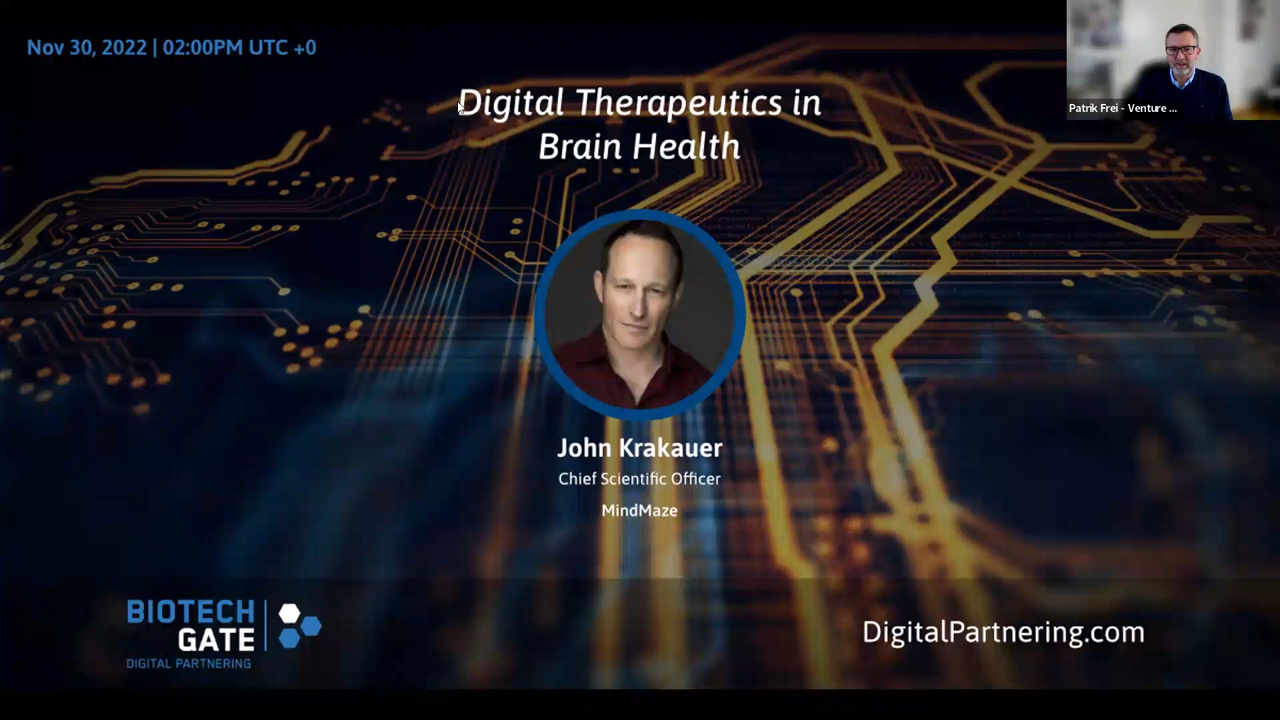 Nov 30, 2022 | 02:00PM UTC +0
Patrik Frei - Venture ...
Digital Therapeutics in
Brain Health
John Krakauer
Chief Scientific Officer
MindMaze
BIOTECH
GATE
DIGITAL PARTNERING
DigitalPartnering.com